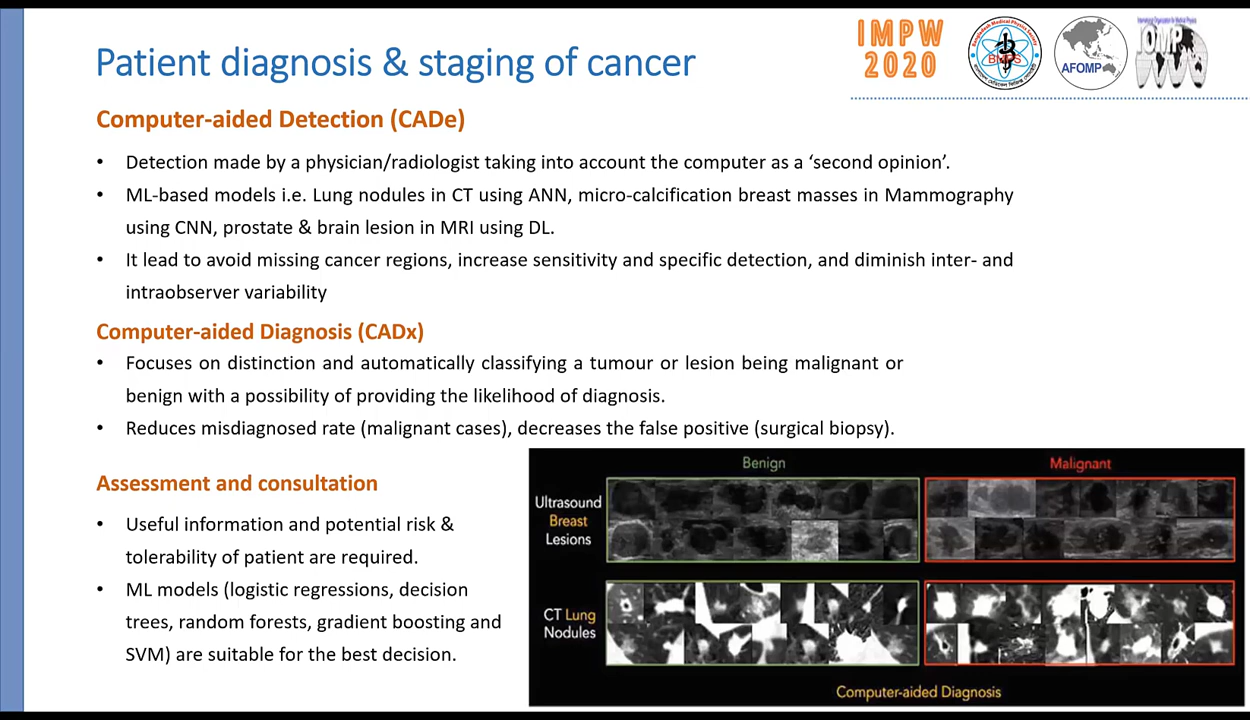 Patient diagnosis & staging of cancer
IMPW
2020
BMPS
AFOMP
IOMP
Computer-aided Detection (CADe)
• Detection made by a physician/radiologist taking into account the computer as a ‘second opinion’.
• ML-based models i.e. Lung nodules in CT using ANN, micro-calcification breast masses in Mammography
using CNN, prostate & brain lesion in MRI using DL.
• It lead to avoid missing cancer regions, increase sensitivity and specific detection, and diminish inter- and
intraobserver variability
Computer-aided Diagnosis (CADx)
• Focuses on distinction and automatically classifying a tumour or lesion being malignant or
benign with a possibility of providing the likelihood of diagnosis.
• Reduces misdiagnosed rate (malignant cases), decreases the false positive (surgical biopsy).
Assessment and consultation
• Useful information and potential risk &
tolerability of patient are required.
• ML models (logistic regressions, decision
trees, random forests, gradient boosting and
SVM) are suitable for the best decision.
Benign
Malignant
Ultrasound
Breast
Lesions
CT Lung
Nodules
Computer-aided Diagnosis